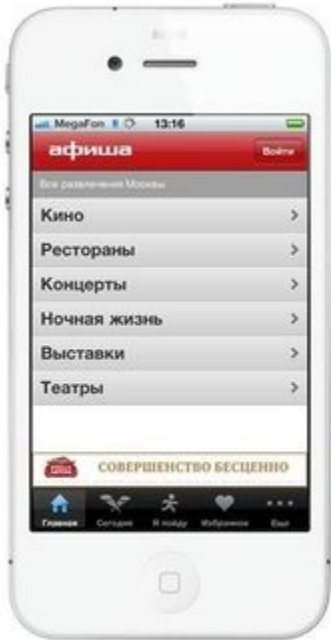 MegaFon 13:16
афиша
Войти
Все развлечения Москвы
Кино
Рестораны
Концерты
Ночная жизнь
Выставки
Театры
СОВЕРШЕНСТВО БЕСЦЕННО
Главная Сегодня Я пойду Избранное Еще